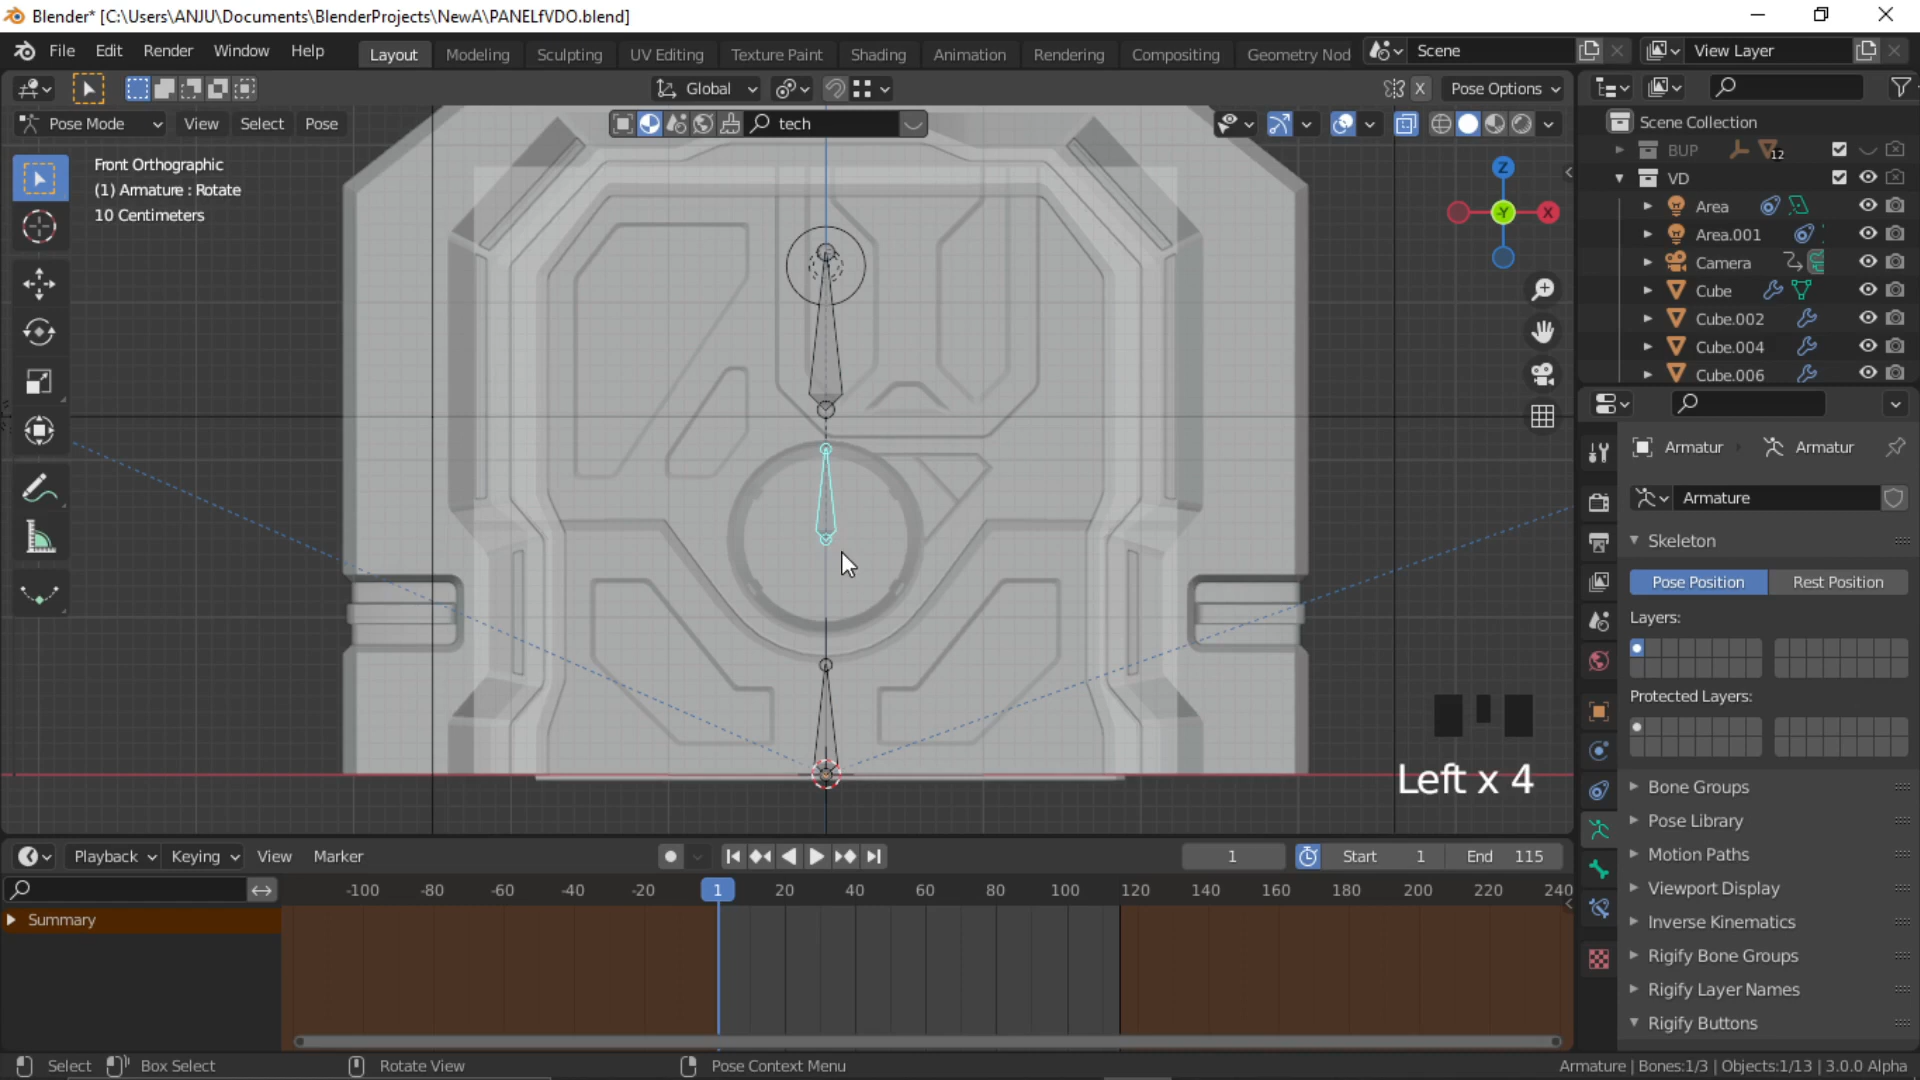 Blender* [C:\Users\ANJU\Documents\BlenderProjects\NewA\PANELfVDO.blend]
File Edit Render Window Help Layout Modeling Sculpting UV Editing Texture Paint Shading Animation Rendering Compositing Geometry Nod Scene View Layer
Global X Pose Options
Pose Mode View Select Pose tech
Front Orthographic
(1) Armature : Rotate
10 Centimeters
Z
X
-Y
Scene Collection
BUP 12
VD
Area
Area.001
Camera
Cube
Cube.002
Cube.004
Cube.006
Armatur Armatur
Armature
Skeleton
Pose Position Rest Position
Layers:
Protected Layers:
Bone Groups
Pose Library
Motion Paths
Viewport Display
Inverse Kinematics
Rigify Bone Groups
Rigify Layer Names
Rigify Buttons
Left x 4
Playback Keying View Marker 1 Start 1 End 115
-100 -80 -60 -40 -20 1 20 40 60 80 100 120 140 160 180 200 220 240
Summary
Select Box Select Rotate View Pose Context Menu Armature | Bones:1/3 | Objects:1/13 | 3.0.0 Alpha